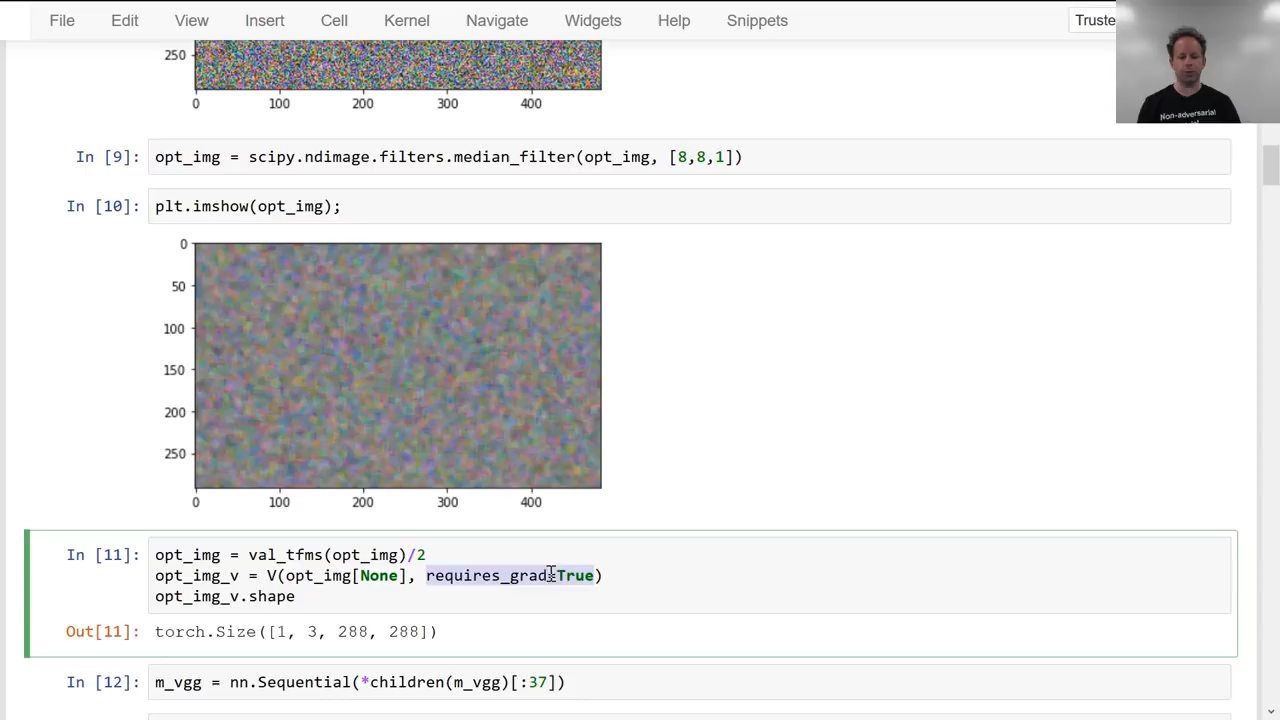 File Edit View Insert Cell Kernel Navigate Widgets Help Snippets Truste
Non-adversarial
250
0 100 200 300 400
In [9]: opt_img = scipy.ndimage.filters.median_filter(opt_img, [8,8,1])
In [10]: plt.imshow(opt_img);
0
50
100
150
200
250
0 100 200 300 400
In [11]: opt_img = val_tfms(opt_img)/2
opt_img_v = V(opt_img[None], requires_grad=True)
opt_img_v.shape
Out[11]: torch.Size([1, 3, 288, 288])
In [12]: m_vgg = nn.Sequential(*children(m_vgg)[:37])